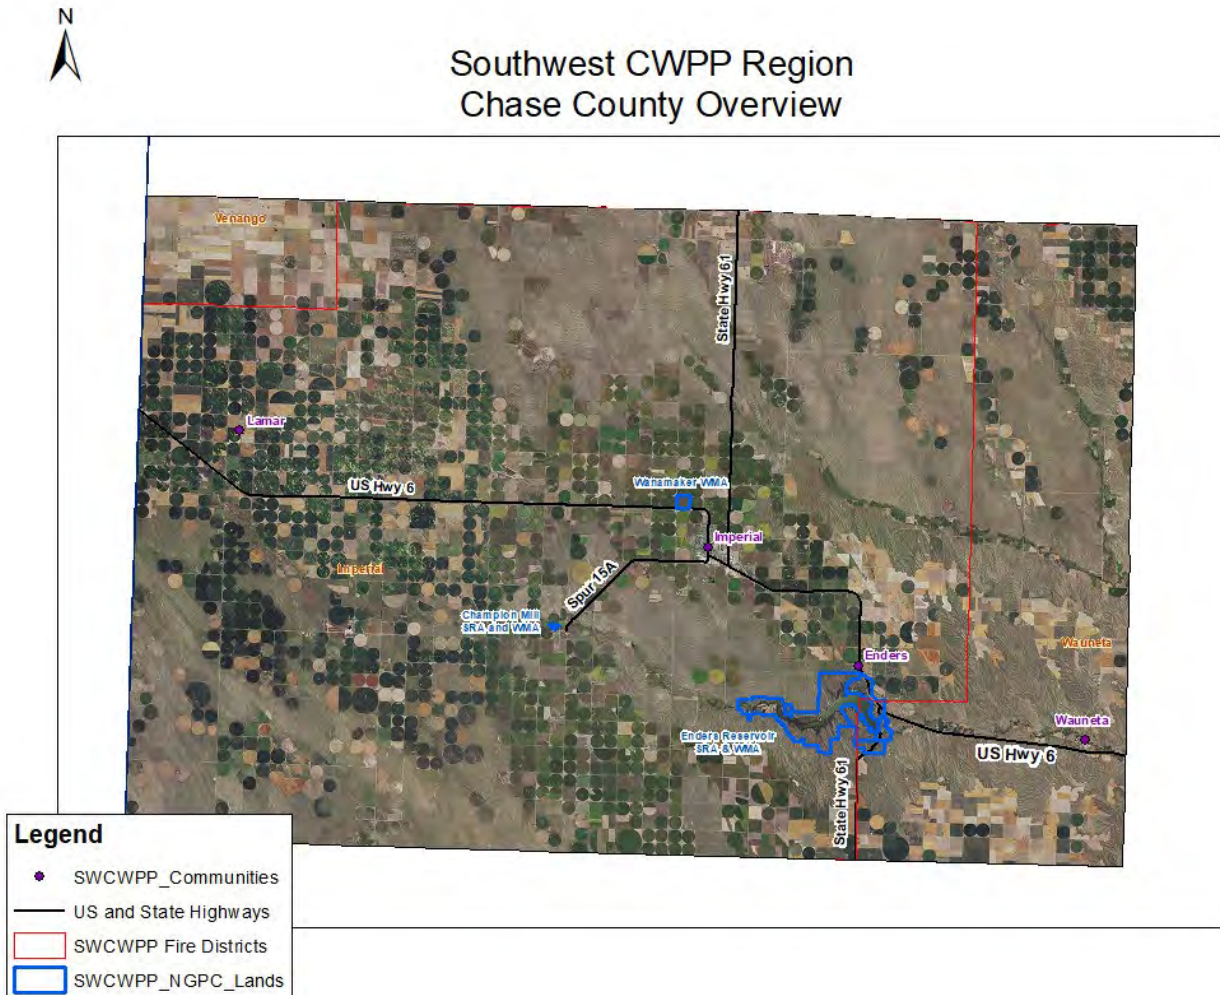 N
Southwest CWPP Region
Chase County Overview
Venango
State Hwy 61
Lamar
US Hwy 6
Wanamaker WMA
Imperial
Imperial
Spur 15A
Champion Mill
SRA and WMA
Enders
Wauneta
Enders Reservoir
SRA & WMA
Wauneta
US Hwy 6
State Hwy 61
Legend
SWCWPP_Communities
US and State Highways
SWCWPP Fire Districts
SWCWPP_NGPC_Lands